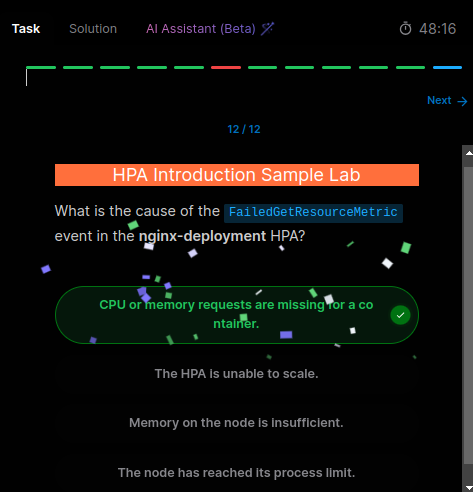 Task Solution AI Assistant (Beta) 48:16
Next
12 / 12
HPA Introduction Sample Lab
What is the cause of the FailedGetResourceMetric
event in the nginx-deployment HPA?
CPU or memory requests are missing for a co
ntainer.
The HPA is unable to scale.
Memory on the node is insufficient.
The node has reached its process limit.